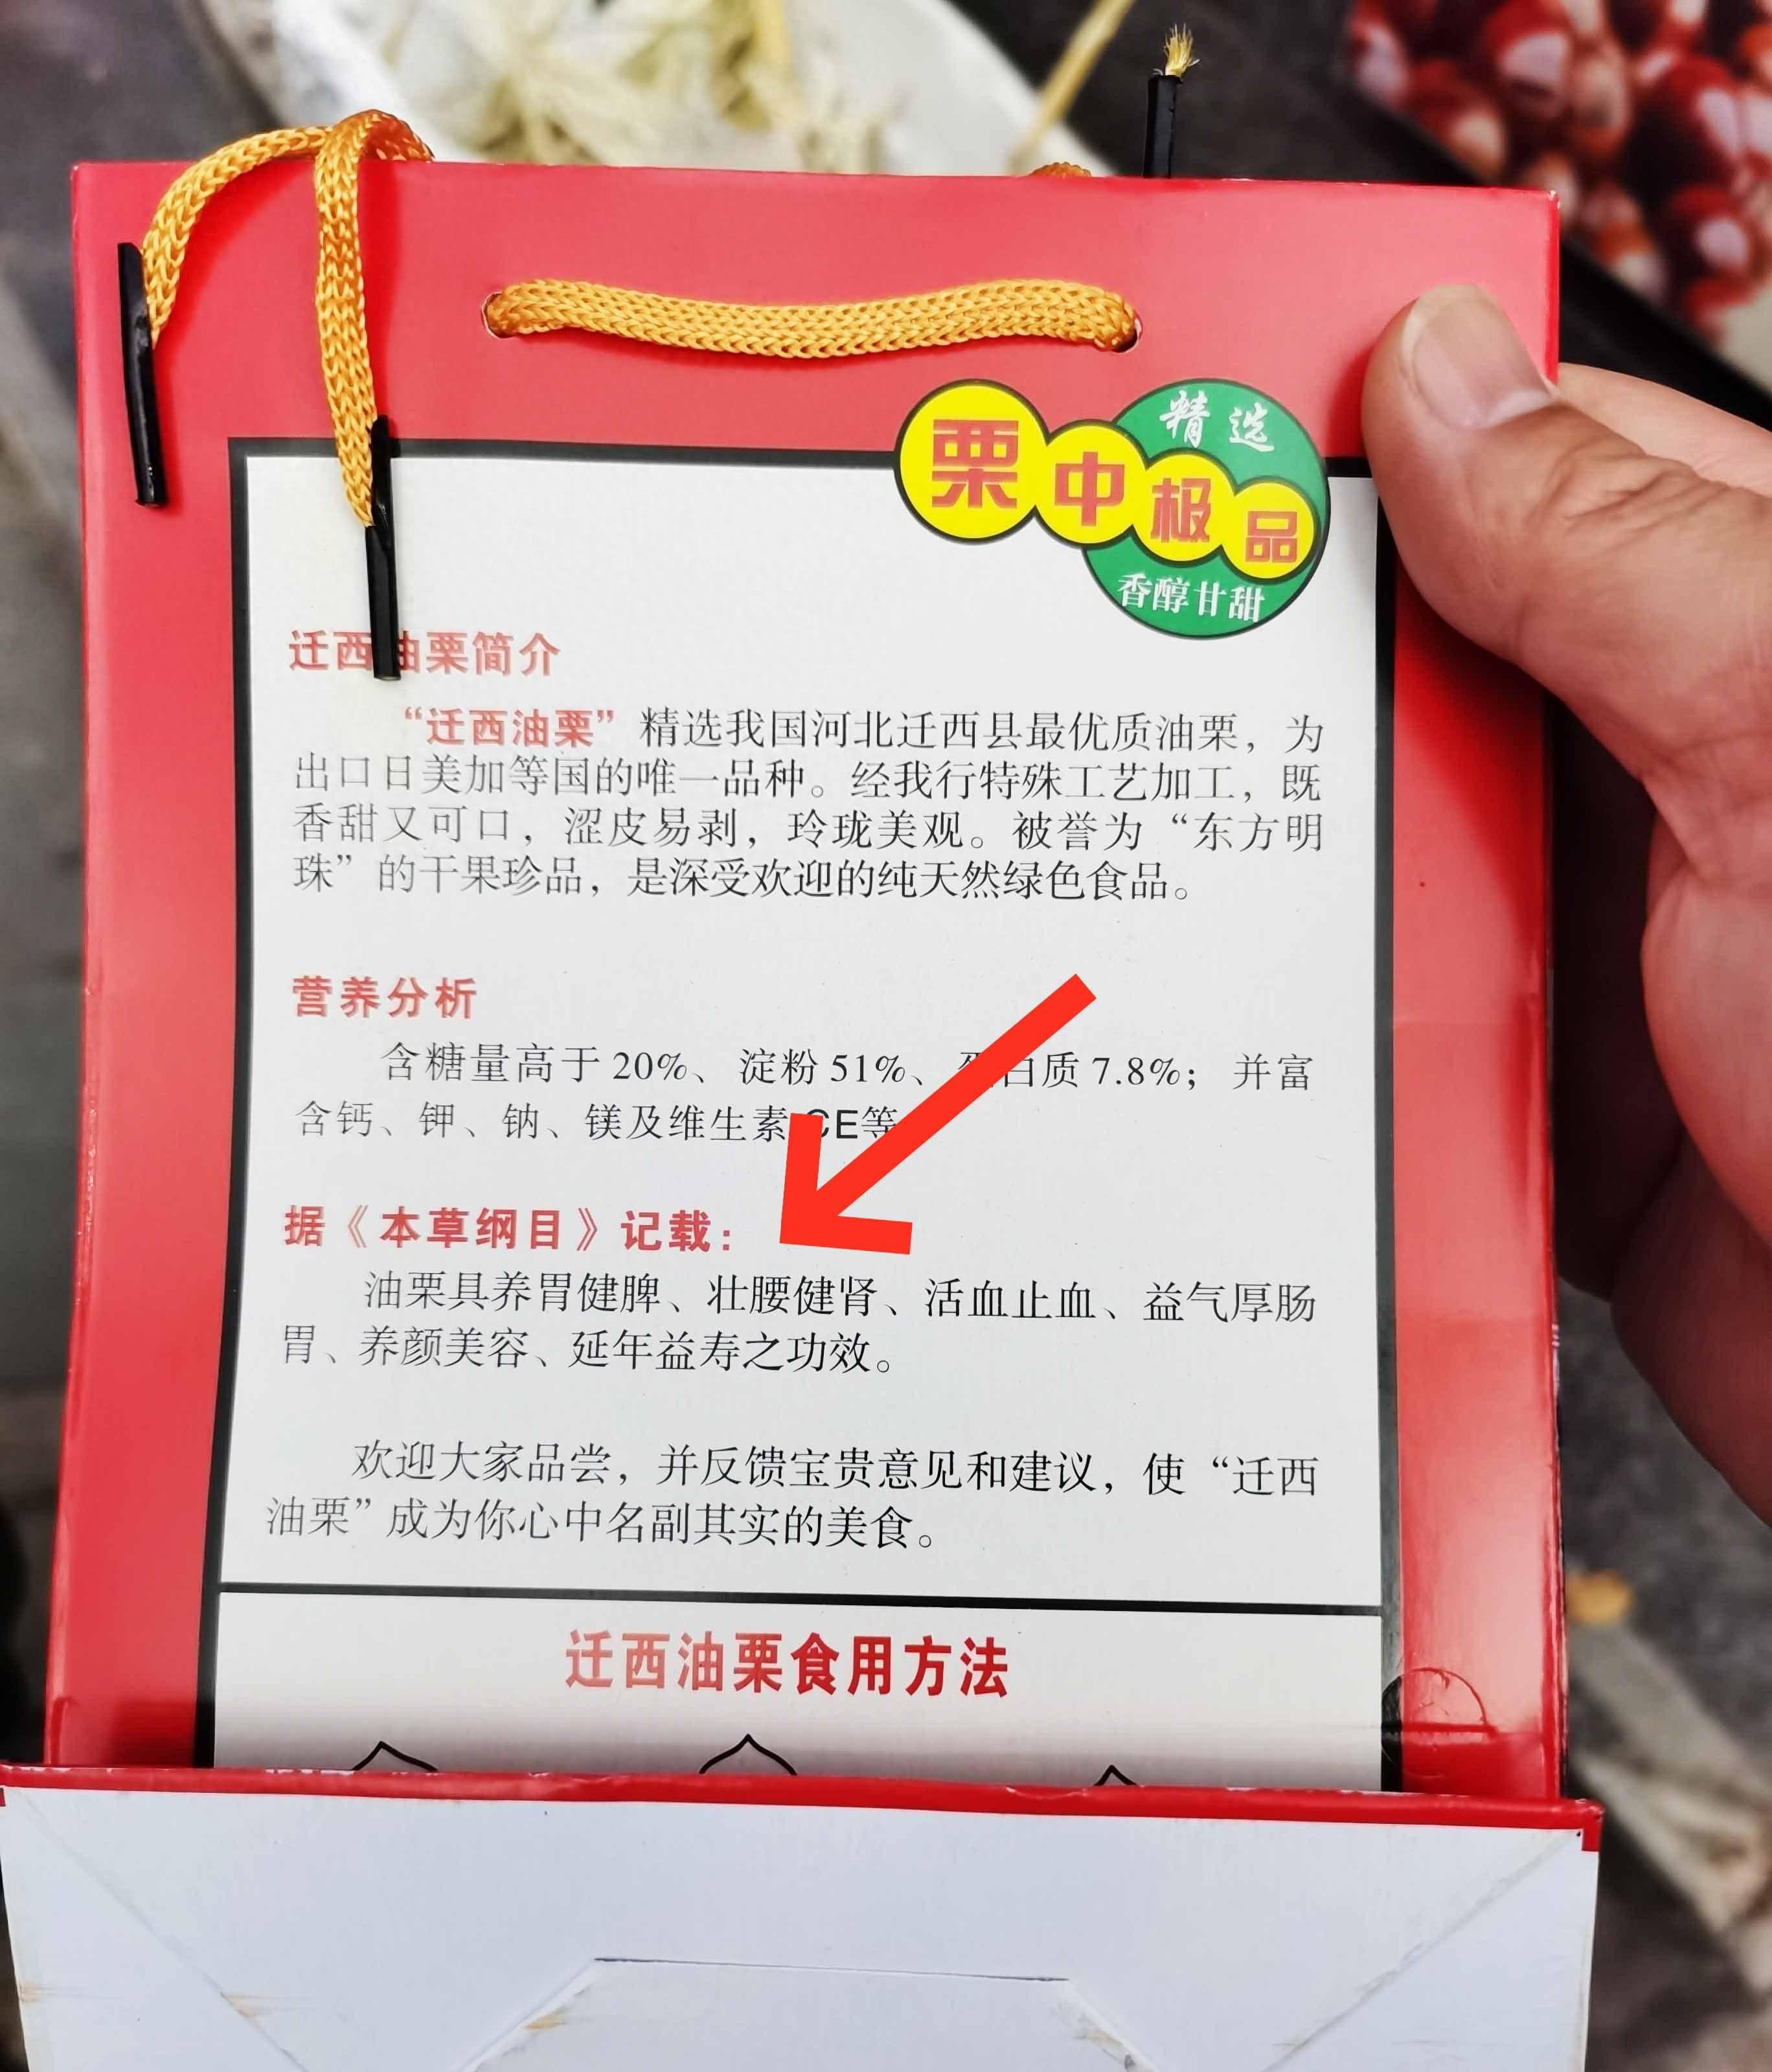 精选
栗中极品
香醇甘甜
迁西油栗简介
“迁西油栗”精选我国河北迁西县最优质油栗，为
出口日美加等国的唯一品种。经我行特殊工艺加工，既
香甜又可口，涩皮易剥，玲珑美观。被誉为“东方明
珠”的干果珍品，是深受欢迎的纯天然绿色食品。
营养分析
含糖量高于20%、淀粉51%、蛋白质7.8%；并富
含钙、钾、钠、镁及维生素CE等
据《本草纲目》记载：
油栗具养胃健脾、壮腰健肾、活血止血、益气厚肠
胃、养颜美容、延年益寿之功效。
欢迎大家品尝，并反馈宝贵意见和建议，使“迁西
油栗”成为你心中名副其实的美食。
迁西油栗食用方法